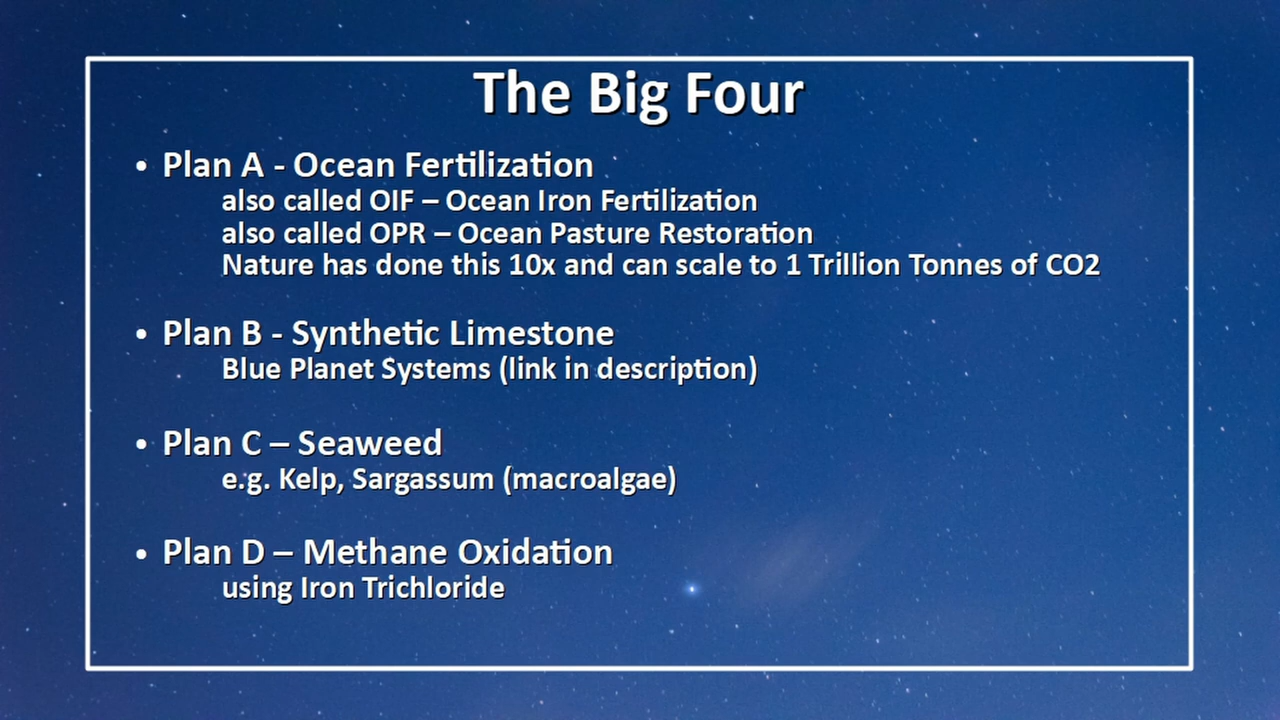 The Big Four
• Plan A - Ocean Fertilization
also called OIF – Ocean Iron Fertilization
also called OPR – Ocean Pasture Restoration
Nature has done this 10x and can scale to 1 Trillion Tonnes of CO2
• Plan B - Synthetic Limestone
Blue Planet Systems (link in description)
• Plan C – Seaweed
e.g. Kelp, Sargassum (macroalgae)
• Plan D – Methane Oxidation
using Iron Trichloride